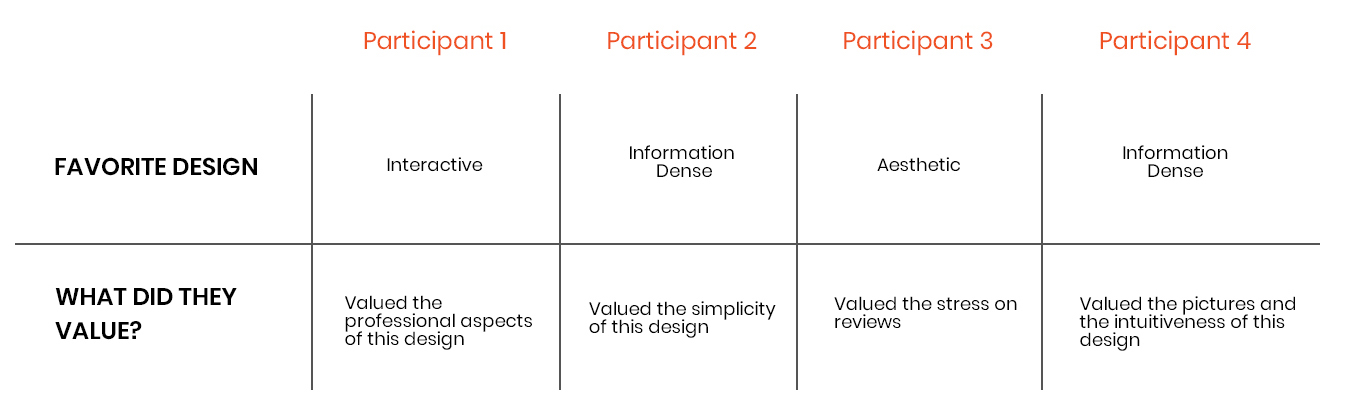 Participant 1
Participant 2
Participant 3
Participant 4
FAVORITE DESIGN
Interactive
Information
Dense
Aesthetic
Information
Dense
WHAT DID THEY
VALUE?
Valued the
professional aspects
of this design
Valued the simplicity
of this design
Valued the stress on
reviews
Valued the pictures and
the intuitiveness of this
design